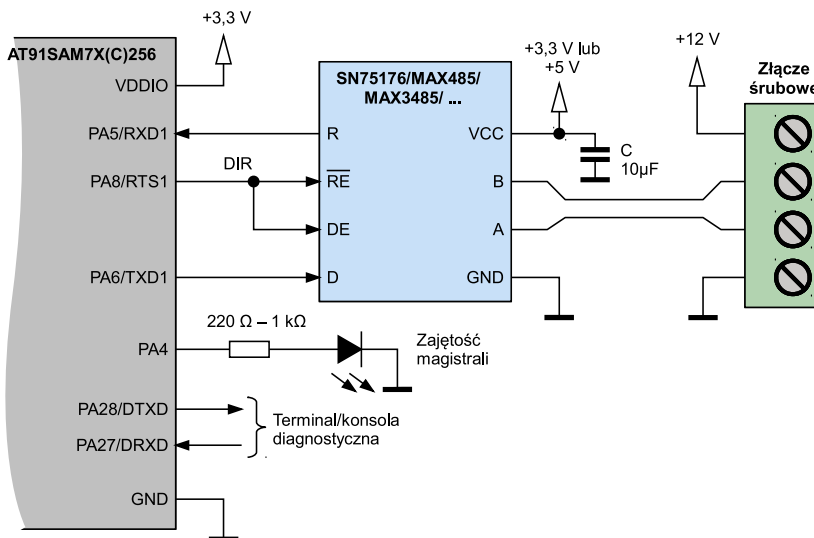 +3,3 V
AT91SAM7X(C)256
VDDIO
PA5/RXD1
PA8/RTS1
PA6/TXD1
PA4
PA28/DTXD
PA27/DRXD
GND
DIR
220 Ω – 1 kΩ
Zajętość
magistrali
Terminal/konsola
diagnostyczna
SN75176/MAX485/
MAX3485/ ...
R
RE
DE
D
VCC
B
A
GND
+3,3 V lub
+5 V
C
10µF
+12 V
Złącze
śrubowe